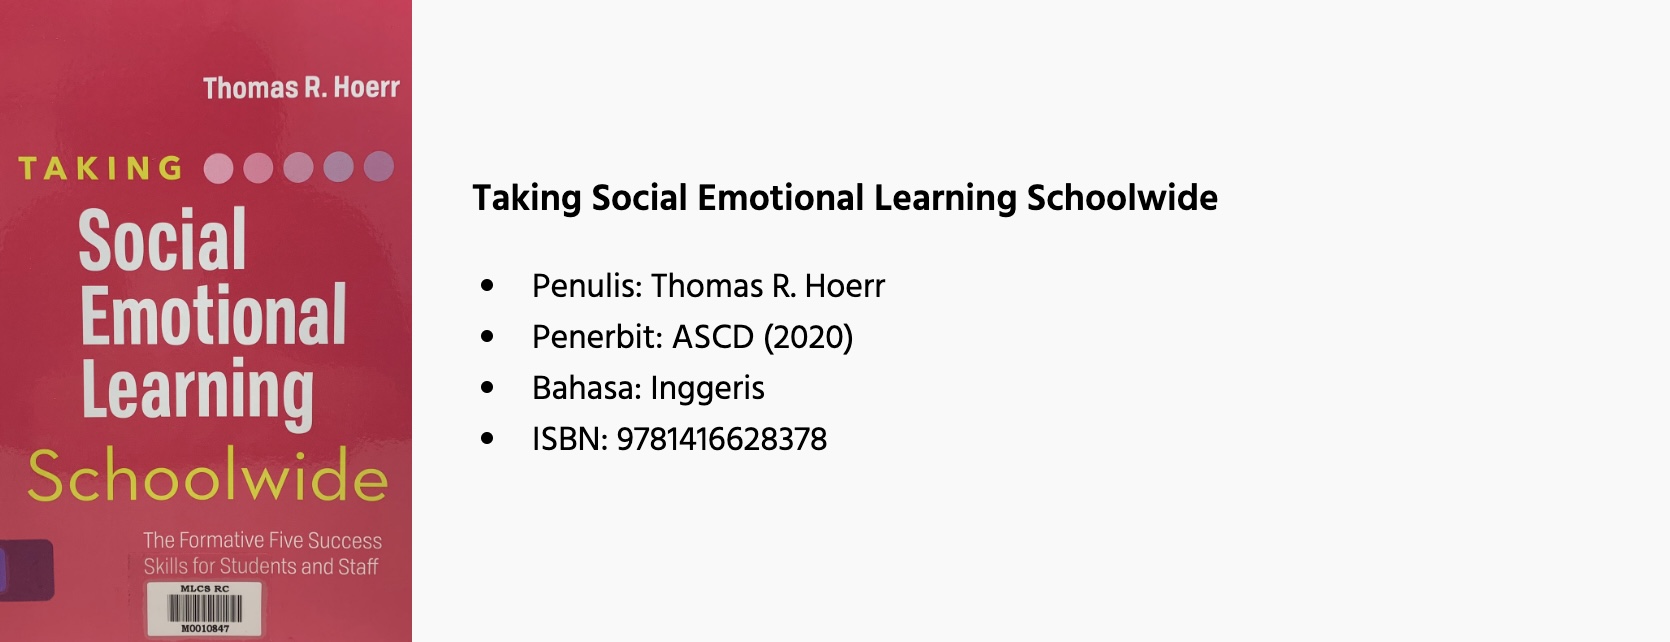 Thomas R. Hoerr
TAKING
Social
Emotional
Learning
Schoolwide
The Formative Five Success
Skills for Students and Staff
MLCS RC
M0010847
Taking Social Emotional Learning Schoolwide
• Penulis: Thomas R. Hoerr
• Penerbit: ASCD (2020)
• Bahasa: Inggeris
• ISBN: 9781416628378